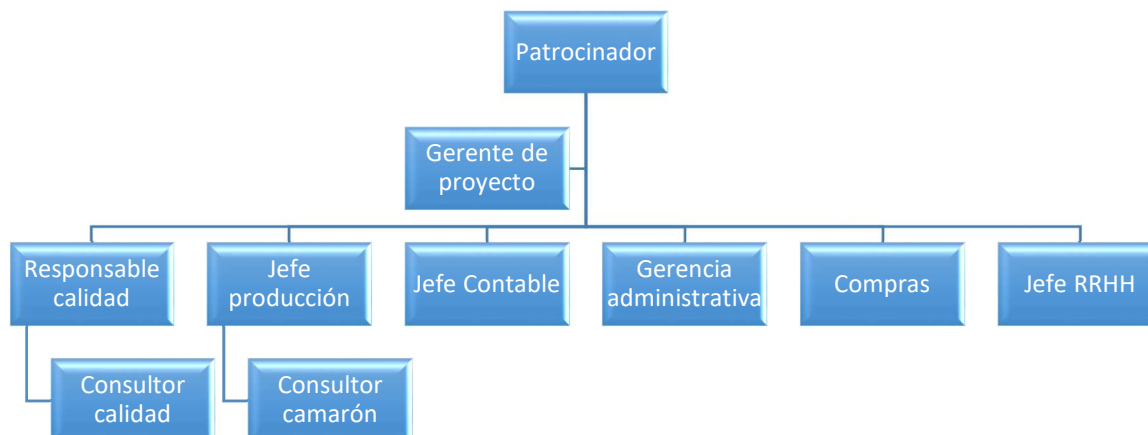 Patrocinador
Gerente de
proyecto
Responsable
calidad
Jefe
producción
Jefe Contable
Gerencia
administrativa
Compras
Jefe RRHH
Consultor
calidad
Consultor
camarón